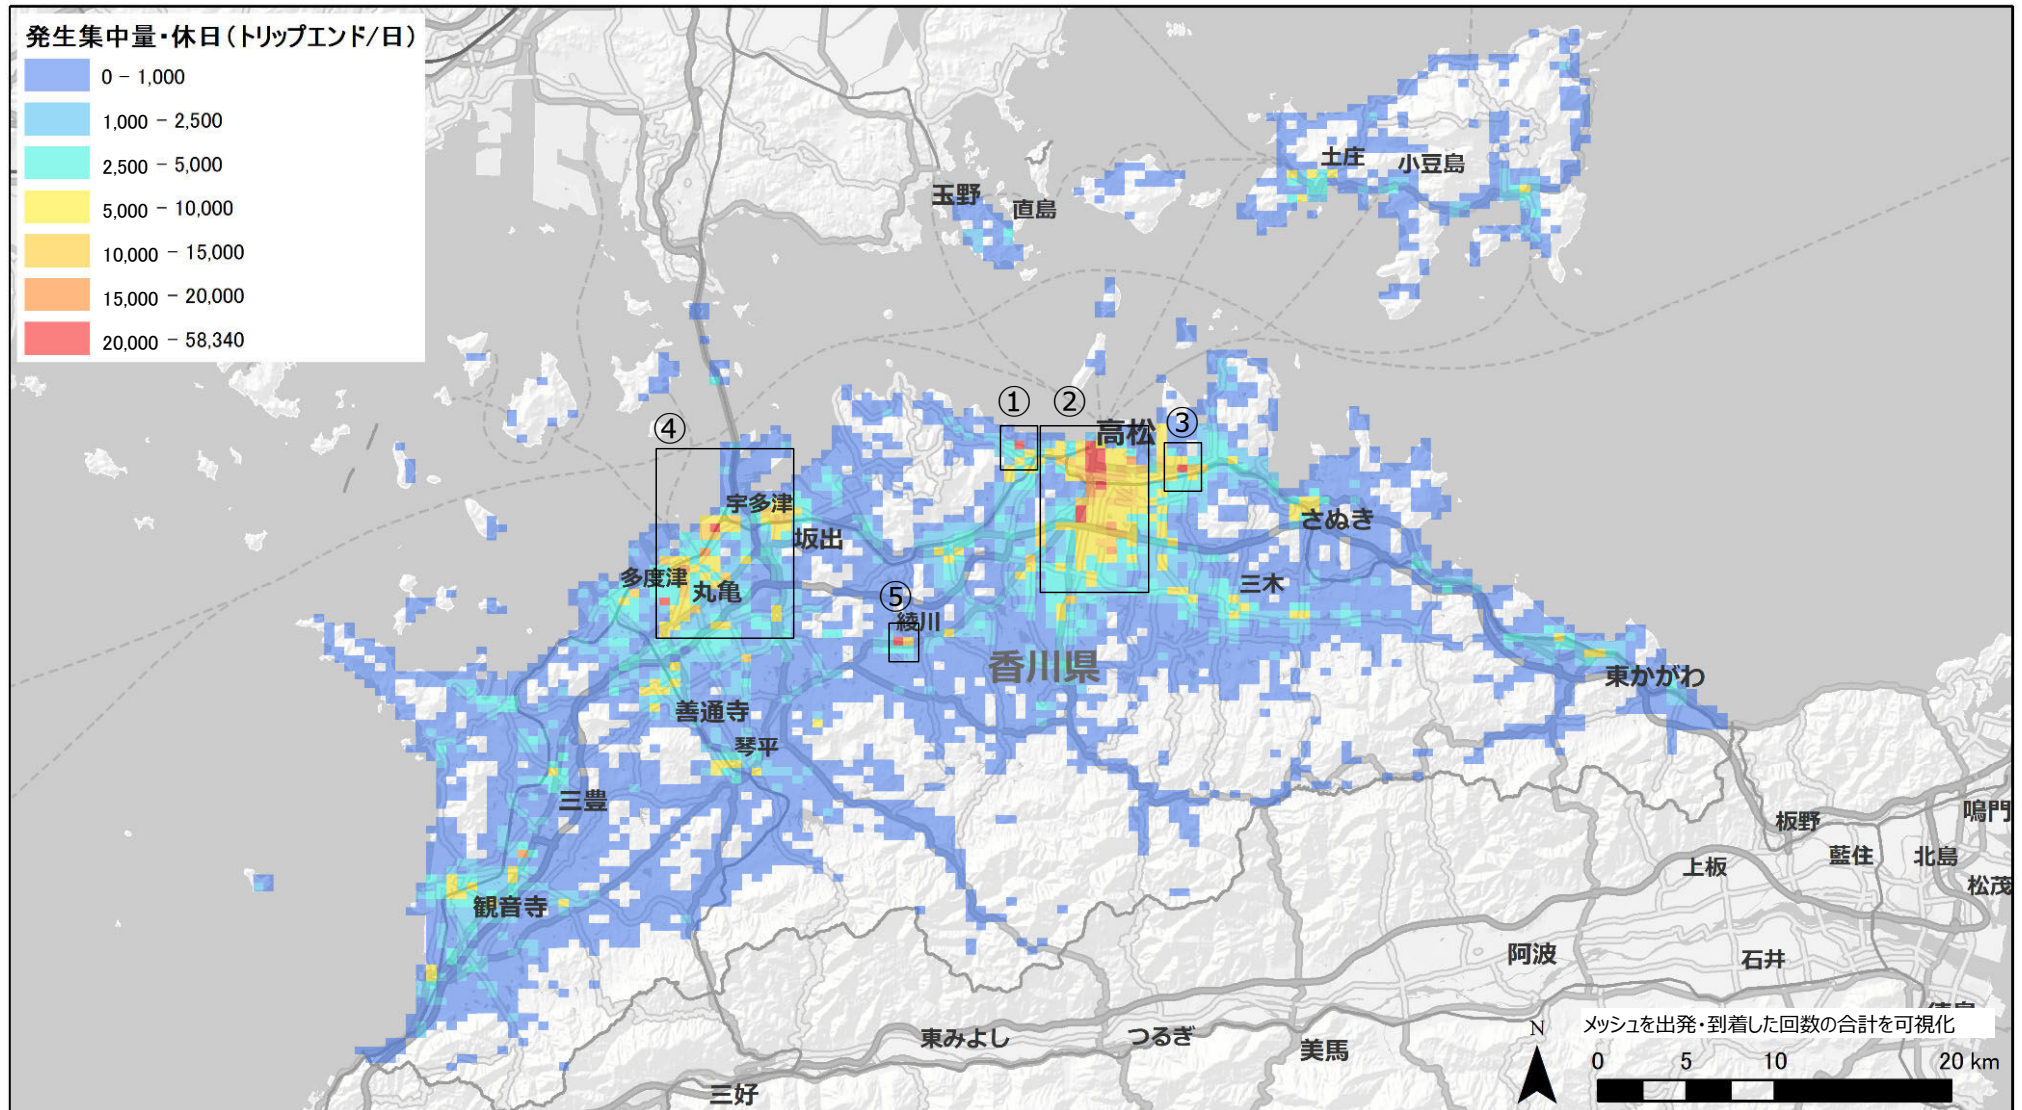 発生集中量・休日(トリップエンド/日)
0 － 1,000
1,000 － 2,500
2,500 － 5,000
5,000 － 10,000
10,000 － 15,000
15,000 － 20,000
20,000 － 58,340
土庄
小豆島
玉野
直島
①
②
高松
③
④
宇多津
坂出
さぬき
多度津
丸亀
三木
⑤
綾川
香川県
東かがわ
善通寺
琴平
三豊
鳴門
板野
藍住
北島
上板
松茂
観音寺
阿波
石井
メッシュを出発・到着した回数の合計を可視化
東みよし
つるぎ
美馬
三好
N
0 5 10 20 km